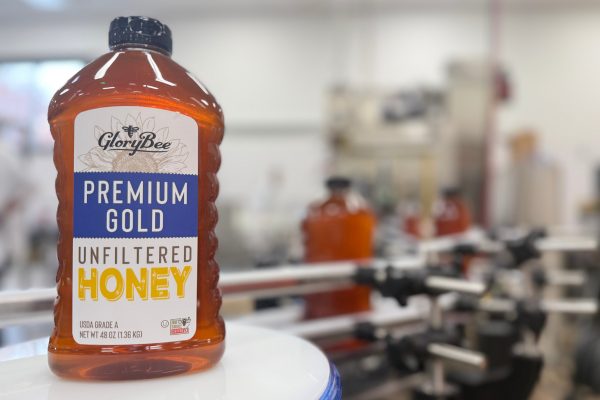 GloryBee
PREMIUM
GOLD
UNFILTERED
HONEY
USDA GRADE A
NET WT 48 OZ (1.36 KG)